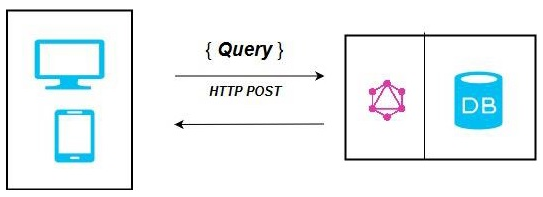 { Query }
HTTP POST
DB